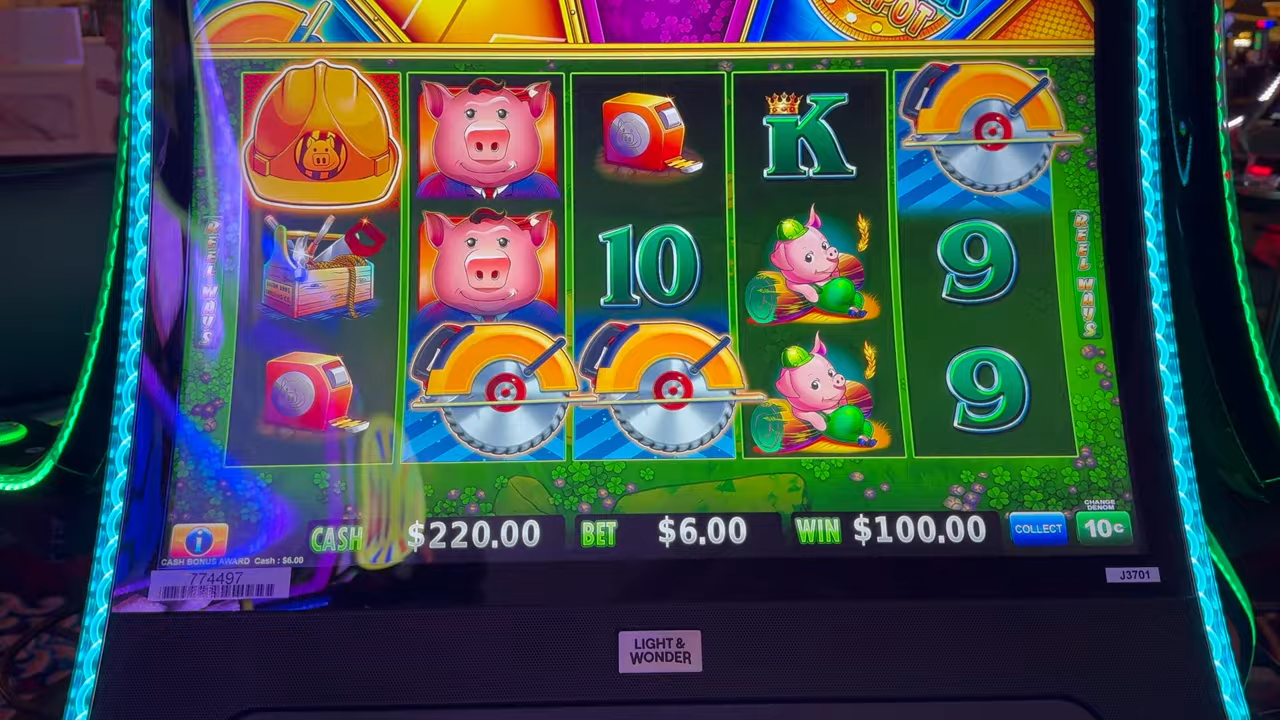 POT
K
10
9
9
REEL WAYS
REEL WAYS
CHANGE
DENOM
CASH $220.00 BET $6.00 WIN $100.00 COLLECT 10¢
CASH BONUS AWARD Cash : $6.00
774497
J3701
LIGHT &
WONDER